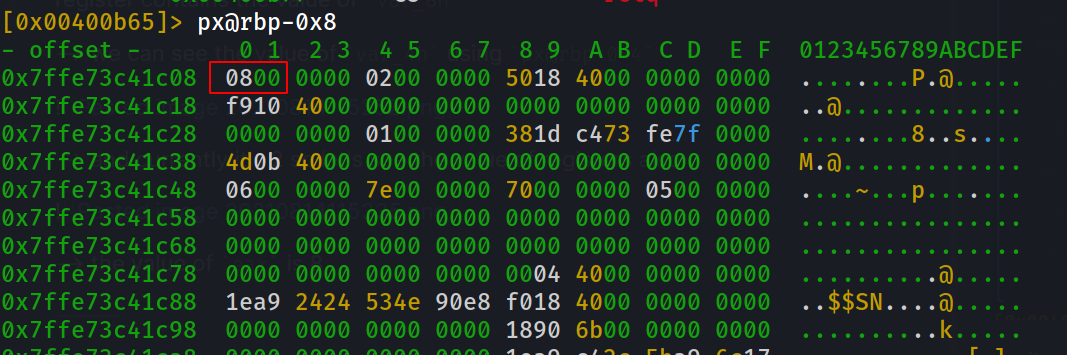 [0x00400b65]> px@rbp-0x8
- offset -   0 1  2 3  4 5  6 7  8 9  A B  C D  E F  0123456789ABCDEF
0x7ffe73c41c08  0800 0000 0200 0000 5018 4000 0000 0000  ........P.@.....
0x7ffe73c41c18  f910 4000 0000 0000 0000 0000 0000 0000  ..@.............
0x7ffe73c41c28  0000 0000 0100 0000 381d c473 fe7f 0000  ........8..s....
0x7ffe73c41c38  4d0b 4000 0000 0000 0000 0000 0000 0000  M.@.............
0x7ffe73c41c48  0600 0000 7e00 0000 7000 0000 0500 0000  ....~...p.......
0x7ffe73c41c58  0000 0000 0000 0000 0000 0000 0000 0000  ................
0x7ffe73c41c68  0000 0000 0000 0000 0000 0000 0000 0000  ................
0x7ffe73c41c78  0000 0000 0000 0000 0004 4000 0000 0000  .........@......
0x7ffe73c41c88  1ea9 2424 534e 90e8 f018 4000 0000 0000  ..$$SN....@.....
0x7ffe73c41c98  0000 0000 0000 0000 1890 6b00 0000 0000  ..........k.....